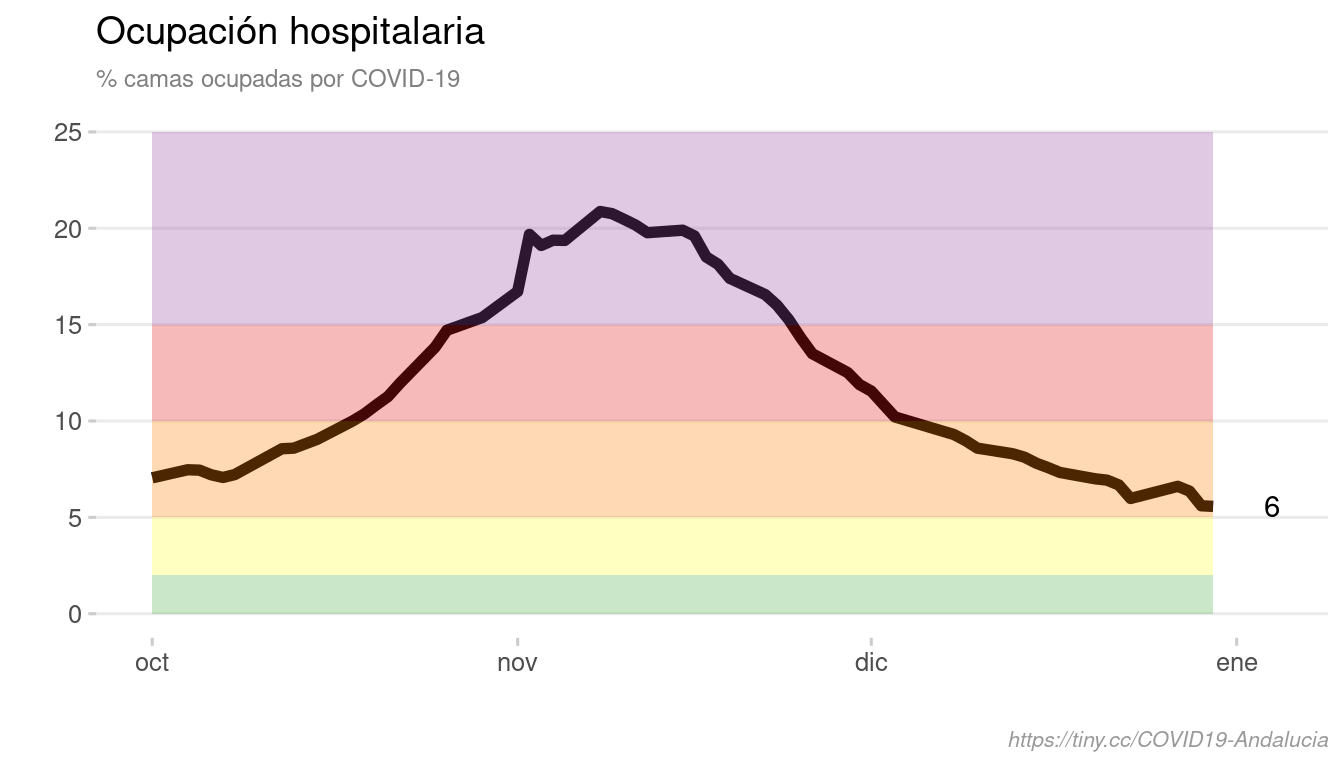 Ocupación hospitalaria
% camas ocupadas por COVID-19
25
20
15
10
5
0
6
oct nov dic ene
https://tiny.cc/COVID19-Andalucia